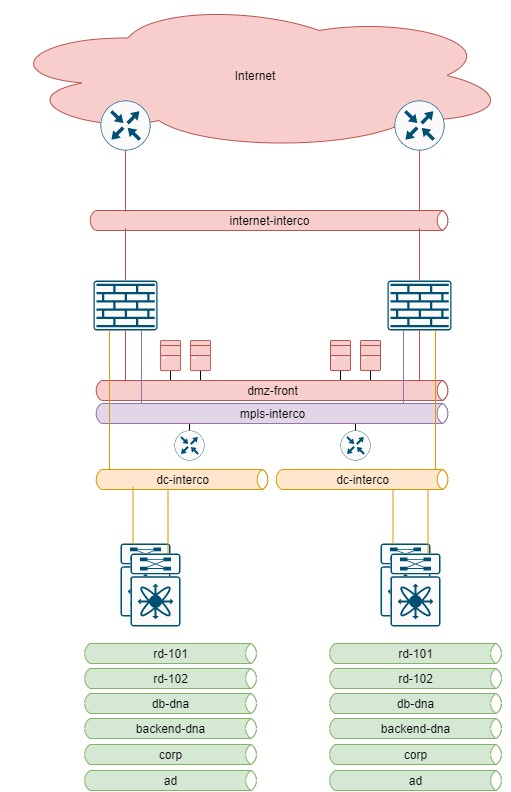 Internet
internet-interco
dmz-front
mpls-interco
dc-interco
dc-interco
rd-101
rd-101
rd-102
rd-102
db-dna
db-dna
backend-dna
backend-dna
corp
corp
ad
ad